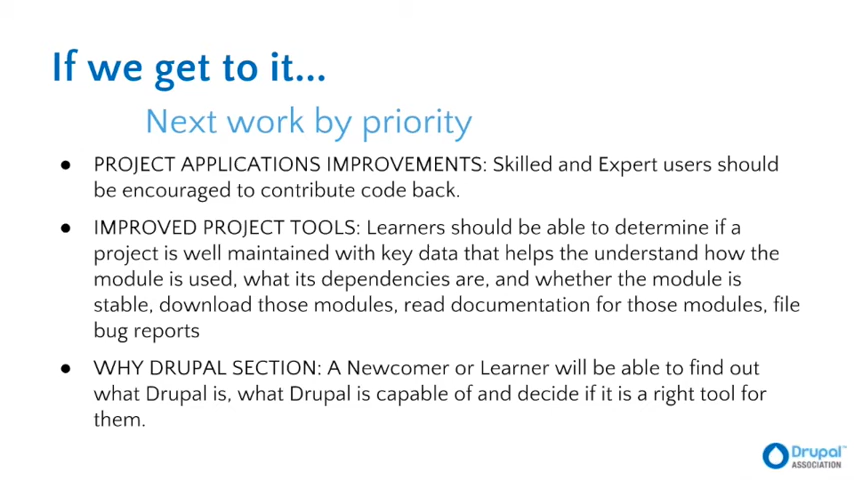 If we get to it...
Next work by priority
● PROJECT APPLICATIONS IMPROVEMENTS: Skilled and Expert users should
be encouraged to contribute code back.
● IMPROVED PROJECT TOOLS: Learners should be able to determine if a
project is well maintained with key data that helps the understand how the
module is used, what its dependencies are, and whether the module is
stable, download those modules, read documentation for those modules, file
bug reports
● WHY DRUPAL SECTION: A Newcomer or Learner will be able to find out
what Drupal is, what Drupal is capable of and decide if it is a right tool for
them.
Drupal™
ASSOCIATION